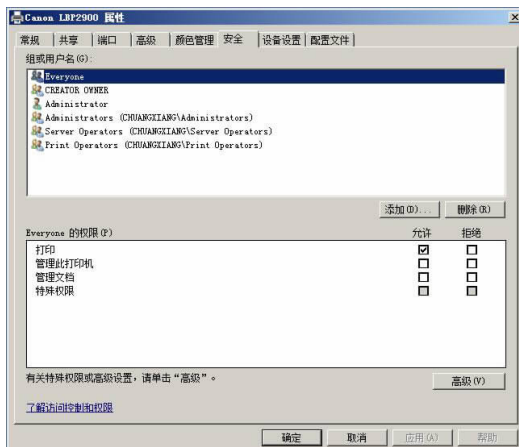 Canon LBP2900 属性
常规 共享 端口 高级 颜色管理 安全 设备设置 配置文件
组或用户名(G):
Everyone
CREATOR OWNER
Administrator
Administrators (CHUANGXIANG\Administrators)
Server Operators (CHUANGXIANG\Server Operators)
Print Operators (CHUANGXIANG\Print Operators)
添加(D)... 删除(R)
Everyone 的权限(P) 允许 拒绝
打印
管理此打印机
管理文档
特殊权限
有关特殊权限或高级设置，请单击“高级”。
高级(V)
了解访问控制和权限
确定 取消 应用(A) 帮助